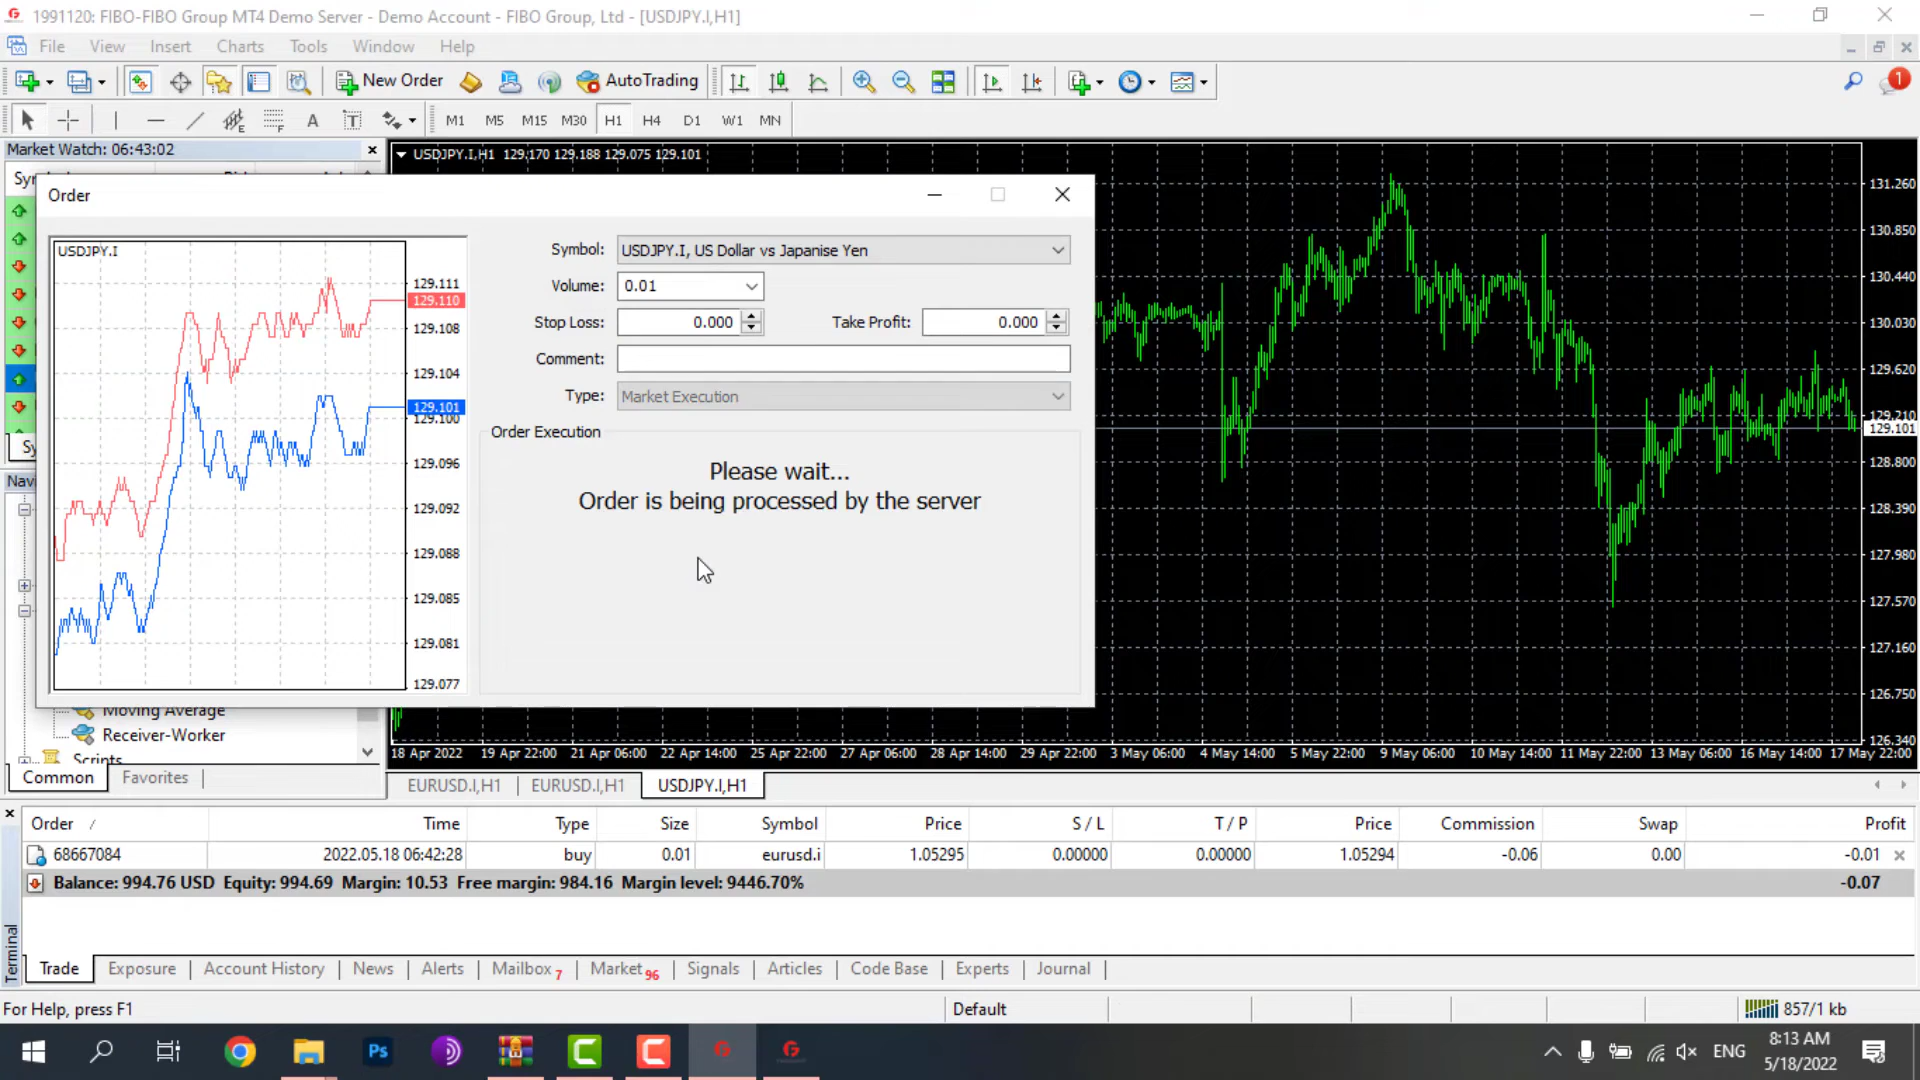 1991120: FIBO-FIBO Group MT4 Demo Server - Demo Account - FIBO Group, Ltd - [USDJPY.I,H1]
File View Insert Charts Tools Window Help
New Order AutoTrading 1
A T M1 M5 M15 M30 H1 H4 D1 W1 MN
Market Watch: 06:43:02
USDJPY.I,H1 129.170 129.188 129.075 129.101
Order
USDJPY.I
129.111
129.110
129.108
129.104
129.101
129.100
129.096
129.092
129.088
129.085
129.081
129.077
Symbol: USDJPY.I, US Dollar vs Japanise Yen
Volume: 0.01
Stop Loss: 0.000 Take Profit: 0.000
Comment:
Type: Market Execution
Order Execution
Please wait...
Order is being processed by the server
131.260
130.850
130.440
130.030
129.620
129.210
129.101
128.800
128.390
127.980
127.570
127.160
126.750
126.340
Moving Average
Receiver-Worker
Scripts
Common Favorites
18 Apr 2022 19 Apr 22:00 21 Apr 06:00 22 Apr 14:00 25 Apr 22:00 27 Apr 06:00 28 Apr 14:00 29 Apr 22:00 3 May 06:00 4 May 14:00 5 May 22:00 9 May 06:00 10 May 14:00 11 May 22:00 13 May 06:00 16 May 14:00 17 May 22:00
EURUSD.I,H1 EURUSD.I,H1 USDJPY.I,H1
Order / Time Type Size Symbol Price S / L T / P Price Commission Swap Profit
68667084 2022.05.18 06:42:28 buy 0.01 eurusd.i 1.05295 0.00000 0.00000 1.05294 -0.06 0.00 -0.01
Balance: 994.76 USD Equity: 994.69 Margin: 10.53 Free margin: 984.16 Margin level: 9446.70% -0.07
Terminal
Trade Exposure Account History News Alerts Mailbox 7 Market 96 Signals Articles Code Base Experts Journal
For Help, press F1 Default 857/1 kb
Ps ENG 8:13 AM
5/18/2022